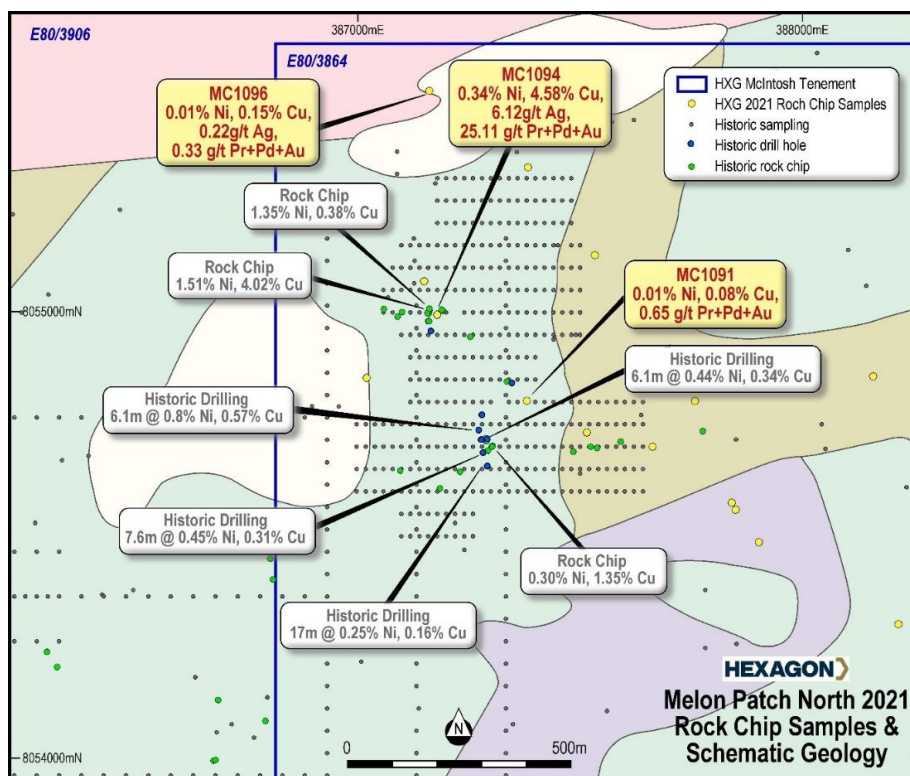 E80/3906
387000mE
388000mE
E80/3864
MC1096
0.01% Ni, 0.15% Cu,
0.22g/t Ag,
0.33 g/t Pr+Pd+Au
MC1094
0.34% Ni, 4.58% Cu,
6.12g/t Ag,
25.11 g/t Pr+Pd+Au
HXG McIntosh Tenement
HXG 2021 Roch Chip Samples
Historic sampling
Historic drill hole
Historic rock chip
Rock Chip
1.35% Ni, 0.38% Cu
Rock Chip
1.51% Ni, 4.02% Cu
MC1091
0.01% Ni, 0.08% Cu,
0.65 g/t Pr+Pd+Au
8055000mN
Historic Drilling
6.1m @ 0.44% Ni, 0.34% Cu
Historic Drilling
6.1m @ 0.8% Ni, 0.57% Cu
Historic Drilling
7.6m @ 0.45% Ni, 0.31% Cu
Rock Chip
0.30% Ni, 1.35% Cu
Historic Drilling
17m @ 0.25% Ni, 0.16% Cu
HEXAGON
Melon Patch North 2021
Rock Chip Samples &
Schematic Geology
N
0
500m
8054000mN